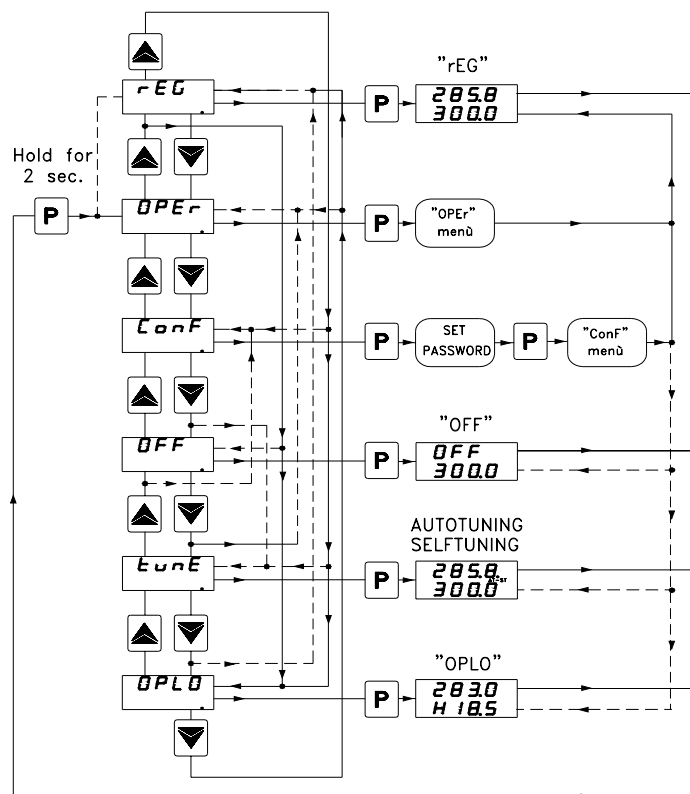 "rEG"
rEG
P
285.8
300.0
Hold for
2 sec.
P
OPEr
P
"OPEr"
menù
ConF
P
SET
PASSWORD
P
"ConF"
menù
"OFF"
OFF
P
OFF
300.0
AUTOTUNING
SELFTUNING
tunE
P
285.8
300.0
"OPLO"
OPLO
P
283.0
H 18.5